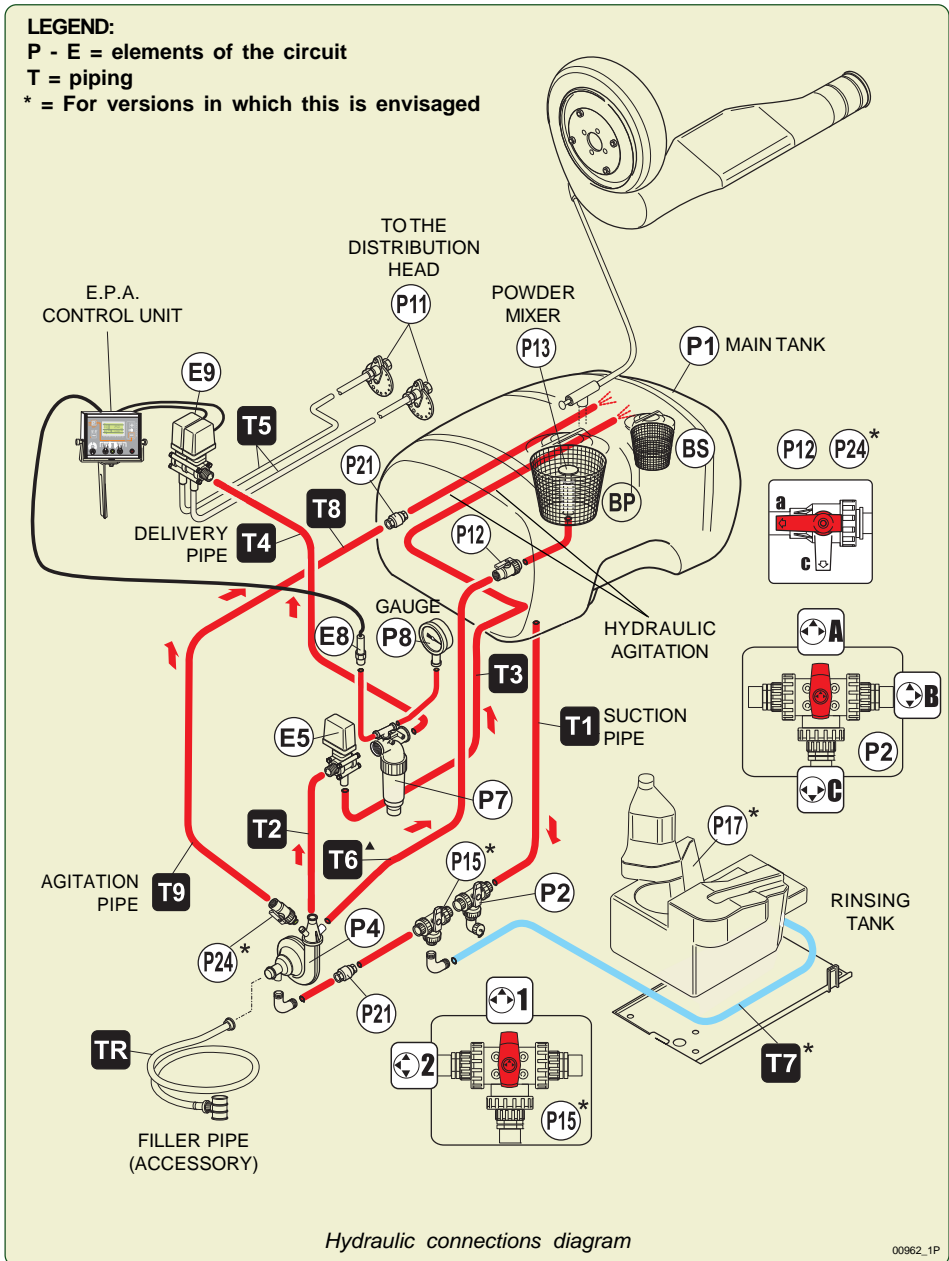 LEGEND:
P - E = elements of the circuit
T = piping
* = For versions in which this is envisaged
TO THE
DISTRIBUTION
HEAD
P11
E.P.A.
CONTROL UNIT
E9
POWDER
MIXER
P13
P1 MAIN TANK
T5
P21
BS
BP
P12 P24*
a
c
T8
DELIVERY
PIPE
T4
P12
GAUGE
E8
P8
HYDRAULIC
AGITATION
A
B
P2
C
T3
T1
SUCTION
PIPE
E5
P7
T2
T6▲
P17*
AGITATION
PIPE
T9
P15*
P2
RINSING
TANK
P4
P24*
P21
1
2
P15*
T7*
TR
FILLER PIPE
(ACCESSORY)
Hydraulic connections diagram
00962_1P